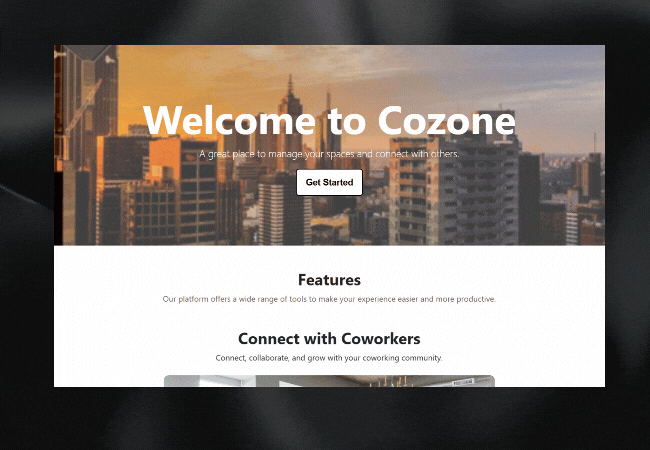 Welcome to Cozone
A great place to manage your spaces and connect with others.
Get Started
Features
Our platform offers a wide range of tools to make your experience easier and more productive.
Connect with Coworkers
Connect, collaborate, and grow with your coworking community.